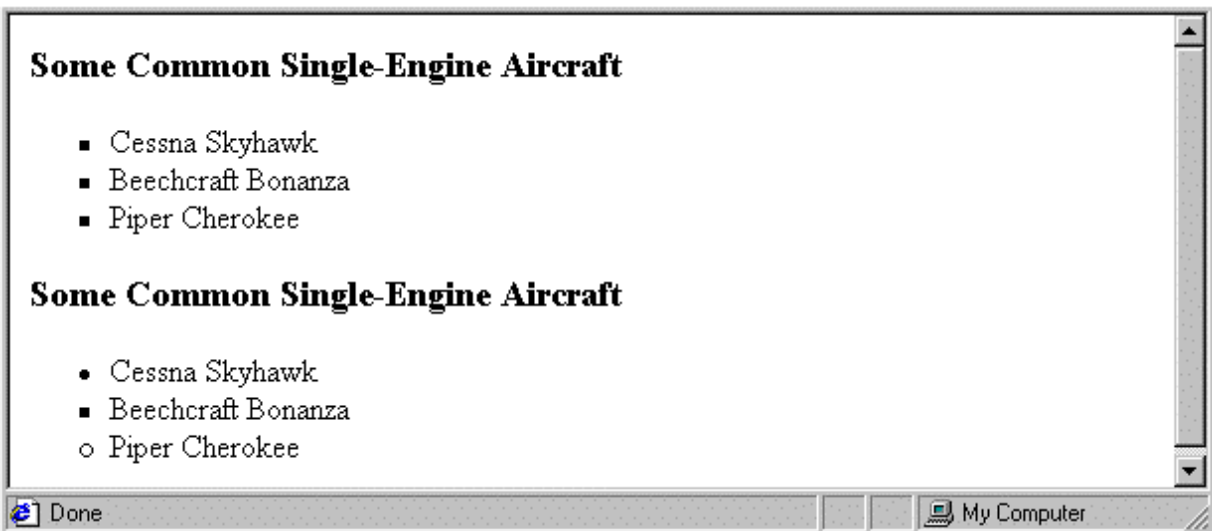 Some Common Single-Engine Aircraft
Cessna Skyhawk
Beechcraft Bonanza
Piper Cherokee
Some Common Single-Engine Aircraft
Cessna Skyhawk
Beechcraft Bonanza
Piper Cherokee
Done My Computer